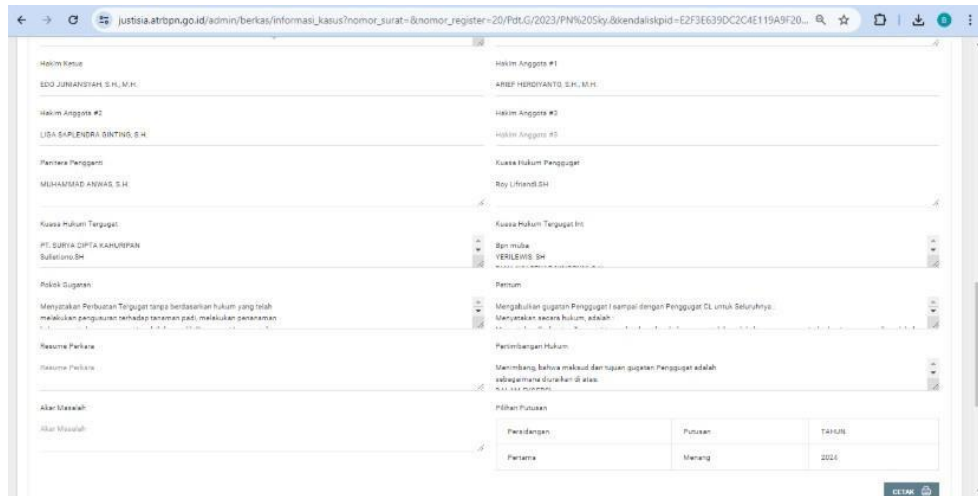 justisia.atrbpn.go.id/admin/berkas/informasi_kasus?nomor_surat=&nomor_register=20/Pdt.G/2023/PN%20Sky.&kendaliskpid=E2F3E639DC2C4E119A9F20...
Hakim Ketua
Hakim Anggota #1
EDO JUNIANSYAH, S.H., M.H.
ARIEF HERDIYANTO, S.H., M.H.
Hakim Anggota #2
Hakim Anggota #3
LISA SAPLENDRA GINTING, S.H.
Hakim Anggota #3
Panitera Pengganti
Kuasa Hukum Penggugat
MUHAMMAD ANWAS, S.H.
Roy Lifriendi.SH
Kuasa Hukum Tergugat
Kuasa Hukum Tergugat Int
PT. SURYA CIPTA KAHURIPAN
Bpn muba
Sulistiono.SH
YERILEWIS. SH
Pokok Gugatan
Petitum
Menyatakan Perbuatan Tergugat tanpa berdasarkan hukum yang telah
Mengabulkan gugatan Penggugat I sampai dengan Penggugat CL untuk Seluruhnya.
melakukan pengusuran terhadap tanaman padi, melakukan penanaman
Menyatakan secara hukum, adalah :
Resume Perkara
Pertimbangan Hukum
Resume Perkara
Menimbang, bahwa maksud dan tujuan gugatan Penggugat adalah
sebagaimana diuraikan di atas;
Akar Masalah
Pilihan Putusan
Akar Masalah
Persidangan Putusan TAHUN
Pertama Menang 2024
CETAK